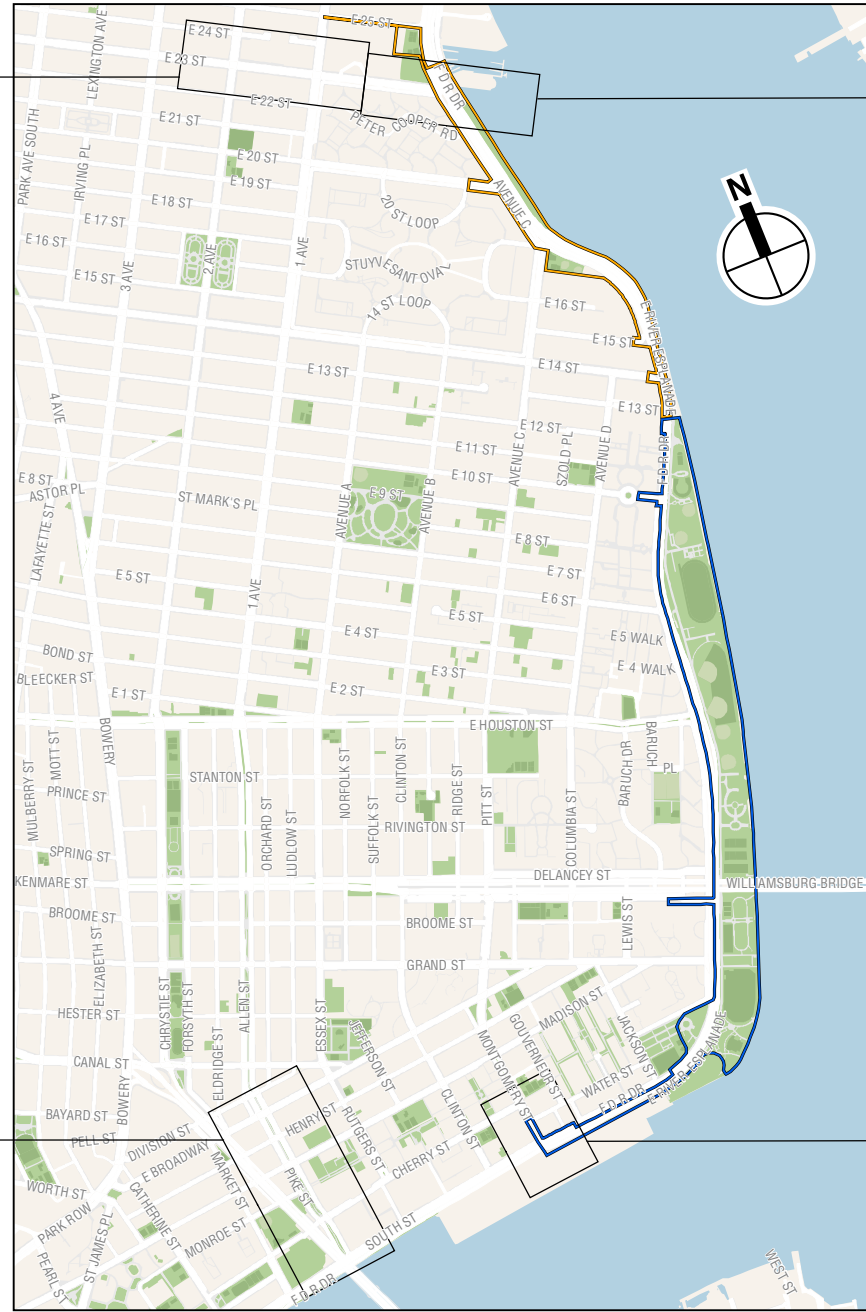 E 25 ST
E 24 ST
LEXINGTON AVE
E 23 ST
F D R DR
E 22 ST
PETER COOPER RD
E 21 ST
PARK AVE SOUTH
IRVING PL
E 20 ST
E 19 ST
N
AVENUE C
20 ST LOOP
E 18 ST
E 17 ST
E 16 ST
2 AVE
1 AVE
3 AVE
STUYVESANT OVAL
E 15 ST
14 ST LOOP
E 16 ST
E RIVER ESPLANADE
E 15 ST
E 14 ST
E 13 ST
4 AVE
E 13 ST
E 12 ST
E 11 ST
AVENUE C
SZOLD PL
AVENUE D
F D R DR
E 10 ST
E 8 ST
ASTOR PL
ST MARK'S PL
E 9 ST
AVENUE A
AVENUE B
LAFAYETTE ST
E 8 ST
E 7 ST
E 5 ST
1 AVE
E 6 ST
E 5 ST
E 4 ST
E 5 WALK
BOND ST
E 4 WALK
E 3 ST
BLEECKER ST
E 2 ST
E 1 ST
E HOUSTON ST
BOWERY
MOTT ST
BARUCH PL
BARUCH DR
STANTON ST
NORFOLK ST
CLINTON ST
RIDGE ST
PITT ST
PRINCE ST
MULBERRY ST
ORCHARD ST
LUDLOW ST
SUFFOLK ST
RIVINGTON ST
COLUMBIA ST
SPRING ST
DELANCEY ST
KENMARE ST
WILLIAMSBURG BRIDGE
BROOME ST
BROOME ST
LEWIS ST
ELIZABETH ST
GRAND ST
CHRYSTIE ST
FORSYTH ST
ALLEN ST
MADISON ST
HESTER ST
ESSEX ST
GOUVERNEUR ST
JACKSON ST
JEFFERSON ST
ELDRIDGE ST
MONTGOMERY ST
CANAL ST
WATER ST
E RIVER ESPLANADE
F D R DR
BOWERY
BAYARD ST
HENRY ST
CLINTON ST
RUTGERS ST
PELL ST
DIVISION ST
E BROADWAY
CHERRY ST
MARKET ST
PIKE ST
WORTH ST
PARK ROW
CATHERINE ST
MONROE ST
SOUTH ST
ST JAMES PL
PEARL ST
F D R DR
WEST ST